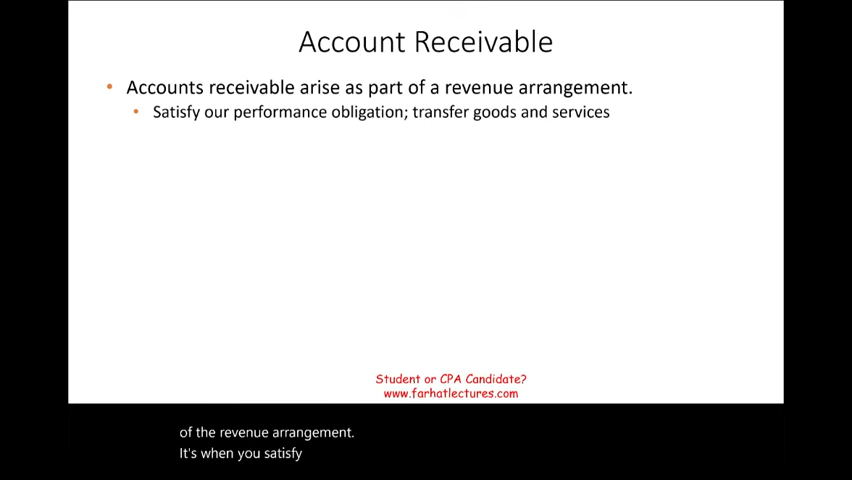 Account Receivable
• Accounts receivable arise as part of a revenue arrangement.
• Satisfy our performance obligation; transfer goods and services
Student or CPA Candidate?
www.farhatlectures.com
of the revenue arrangement.
It's when you satisfy